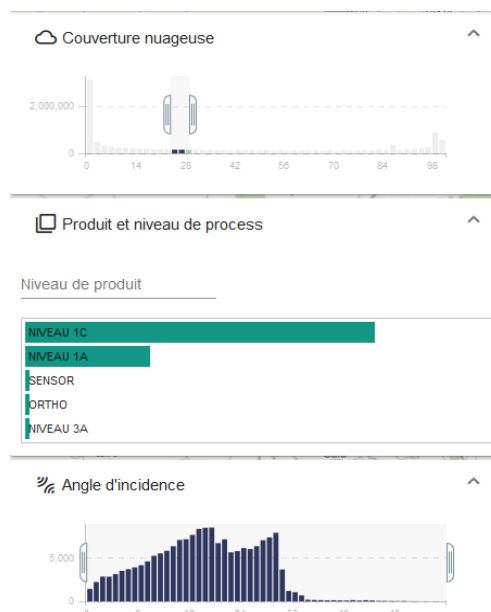 Couverture nuageuse
2,000,000
0
0 14 28 42 56 70 84 98
Produit et niveau de process
Niveau de produit
NIVEAU 1C
NIVEAU 1A
SENSOR
ORTHO
NIVEAU 3A
Angle d'incidence
5,000
0